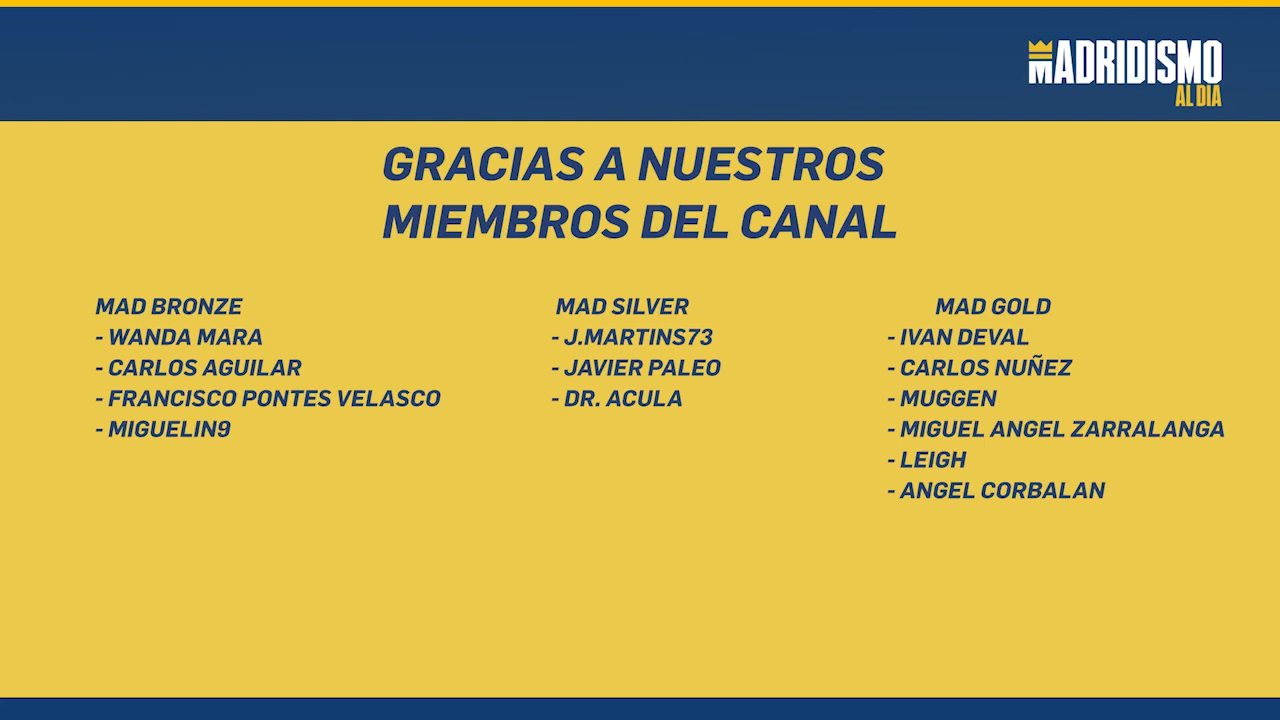 MADRIDISMO
AL DIA
GRACIAS A NUESTROS
MIEMBROS DEL CANAL
MAD BRONZE
- WANDA MARA
- CARLOS AGUILAR
- FRANCISCO PONTES VELASCO
- MIGUELIN9
MAD SILVER
- J.MARTINS73
- JAVIER PALEO
- DR. ACULA
MAD GOLD
- IVAN DEVAL
- CARLOS NUÑEZ
- MUGGEN
- MIGUEL ANGEL ZARRALANGA
- LEIGH
- ANGEL CORBALAN